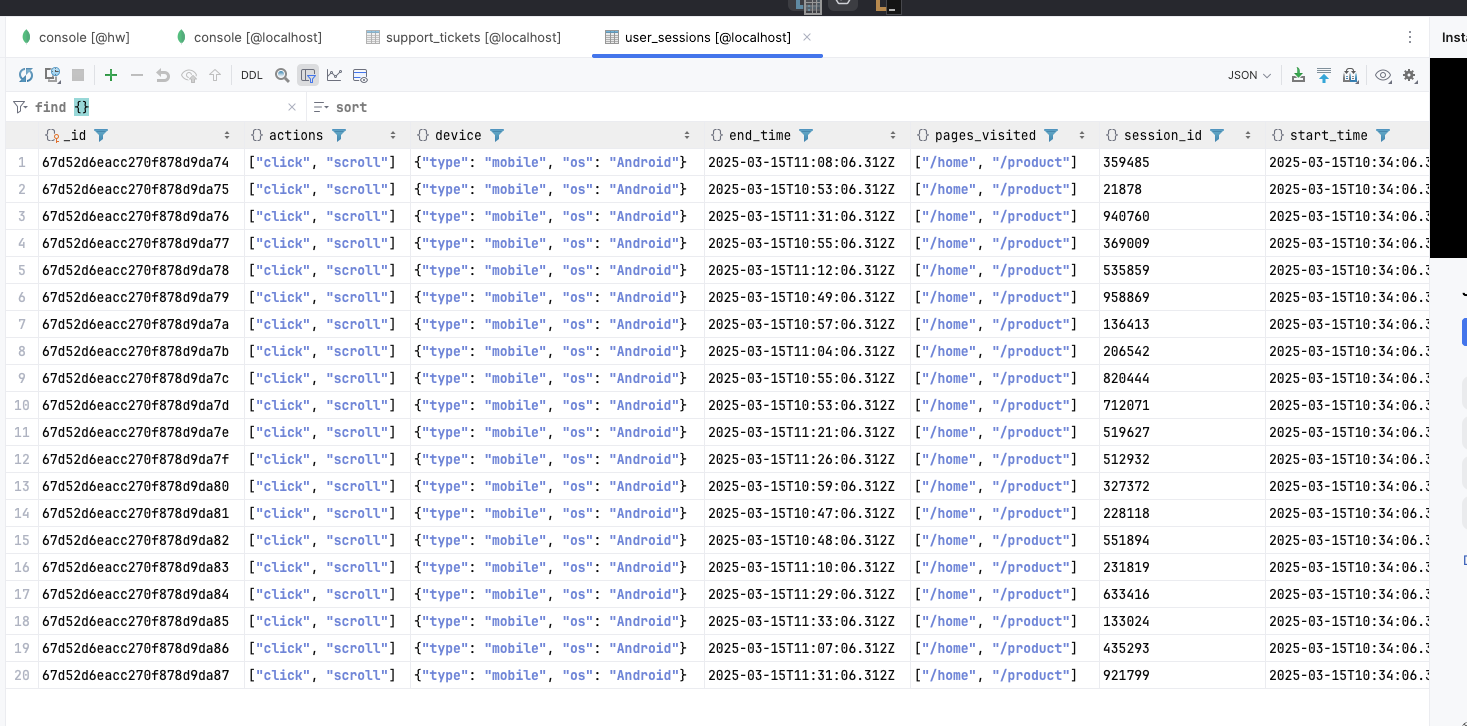 console [@hw] console [@localhost] support_tickets [@localhost] user_sessions [@localhost]
DDL JSON
find {} sort
_id actions device end_time pages_visited session_id start_time
1 67d52d6eacc270f878d9da74 ["click", "scroll"] {"type": "mobile", "os": "Android"} 2025-03-15T11:08:06.312Z ["/home", "/product"] 359485 2025-03-15T10:34:06.3
2 67d52d6eacc270f878d9da75 ["click", "scroll"] {"type": "mobile", "os": "Android"} 2025-03-15T10:53:06.312Z ["/home", "/product"] 21878 2025-03-15T10:34:06.3
3 67d52d6eacc270f878d9da76 ["click", "scroll"] {"type": "mobile", "os": "Android"} 2025-03-15T11:31:06.312Z ["/home", "/product"] 940760 2025-03-15T10:34:06.3
4 67d52d6eacc270f878d9da77 ["click", "scroll"] {"type": "mobile", "os": "Android"} 2025-03-15T10:55:06.312Z ["/home", "/product"] 369009 2025-03-15T10:34:06.3
5 67d52d6eacc270f878d9da78 ["click", "scroll"] {"type": "mobile", "os": "Android"} 2025-03-15T11:12:06.312Z ["/home", "/product"] 535859 2025-03-15T10:34:06.3
6 67d52d6eacc270f878d9da79 ["click", "scroll"] {"type": "mobile", "os": "Android"} 2025-03-15T10:49:06.312Z ["/home", "/product"] 958869 2025-03-15T10:34:06.3
7 67d52d6eacc270f878d9da7a ["click", "scroll"] {"type": "mobile", "os": "Android"} 2025-03-15T10:57:06.312Z ["/home", "/product"] 136413 2025-03-15T10:34:06.3
8 67d52d6eacc270f878d9da7b ["click", "scroll"] {"type": "mobile", "os": "Android"} 2025-03-15T11:04:06.312Z ["/home", "/product"] 206542 2025-03-15T10:34:06.3
9 67d52d6eacc270f878d9da7c ["click", "scroll"] {"type": "mobile", "os": "Android"} 2025-03-15T10:55:06.312Z ["/home", "/product"] 820444 2025-03-15T10:34:06.3
10 67d52d6eacc270f878d9da7d ["click", "scroll"] {"type": "mobile", "os": "Android"} 2025-03-15T10:53:06.312Z ["/home", "/product"] 712071 2025-03-15T10:34:06.3
11 67d52d6eacc270f878d9da7e ["click", "scroll"] {"type": "mobile", "os": "Android"} 2025-03-15T11:21:06.312Z ["/home", "/product"] 519627 2025-03-15T10:34:06.3
12 67d52d6eacc270f878d9da7f ["click", "scroll"] {"type": "mobile", "os": "Android"} 2025-03-15T11:26:06.312Z ["/home", "/product"] 512932 2025-03-15T10:34:06.3
13 67d52d6eacc270f878d9da80 ["click", "scroll"] {"type": "mobile", "os": "Android"} 2025-03-15T10:59:06.312Z ["/home", "/product"] 327372 2025-03-15T10:34:06.3
14 67d52d6eacc270f878d9da81 ["click", "scroll"] {"type": "mobile", "os": "Android"} 2025-03-15T10:47:06.312Z ["/home", "/product"] 228118 2025-03-15T10:34:06.3
15 67d52d6eacc270f878d9da82 ["click", "scroll"] {"type": "mobile", "os": "Android"} 2025-03-15T10:48:06.312Z ["/home", "/product"] 551894 2025-03-15T10:34:06.3
16 67d52d6eacc270f878d9da83 ["click", "scroll"] {"type": "mobile", "os": "Android"} 2025-03-15T11:10:06.312Z ["/home", "/product"] 231819 2025-03-15T10:34:06.3
17 67d52d6eacc270f878d9da84 ["click", "scroll"] {"type": "mobile", "os": "Android"} 2025-03-15T11:29:06.312Z ["/home", "/product"] 633416 2025-03-15T10:34:06.3
18 67d52d6eacc270f878d9da85 ["click", "scroll"] {"type": "mobile", "os": "Android"} 2025-03-15T11:33:06.312Z ["/home", "/product"] 133024 2025-03-15T10:34:06.3
19 67d52d6eacc270f878d9da86 ["click", "scroll"] {"type": "mobile", "os": "Android"} 2025-03-15T11:07:06.312Z ["/home", "/product"] 435293 2025-03-15T10:34:06.3
20 67d52d6eacc270f878d9da87 ["click", "scroll"] {"type": "mobile", "os": "Android"} 2025-03-15T11:31:06.312Z ["/home", "/product"] 921799 2025-03-15T10:34:06.3